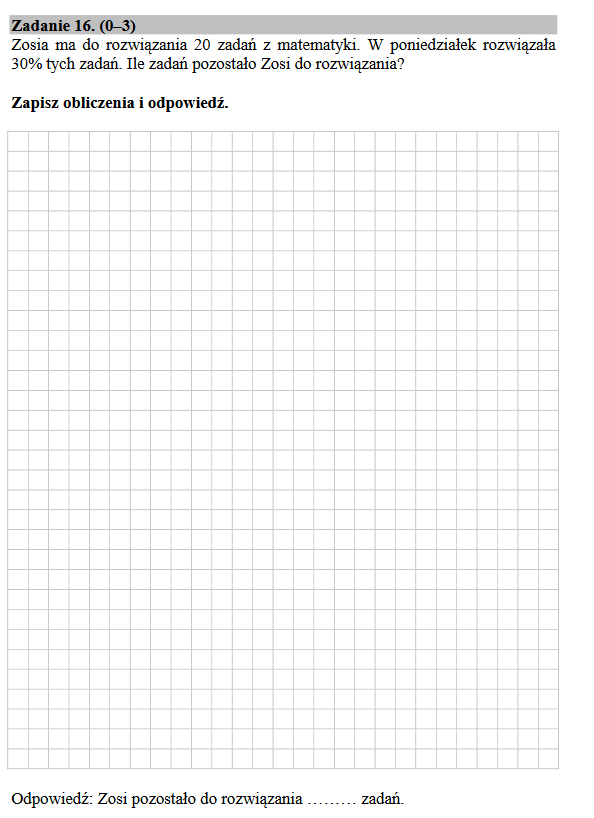 Zadanie 16. (0–3)
Zosia ma do rozwiązania 20 zadań z matematyki. W poniedziałek rozwiązała
30% tych zadań. Ile zadań pozostało Zosi do rozwiązania?
Zapisz obliczenia i odpowiedź.
Odpowiedź: Zosi pozostało do rozwiązania ……… zadań.